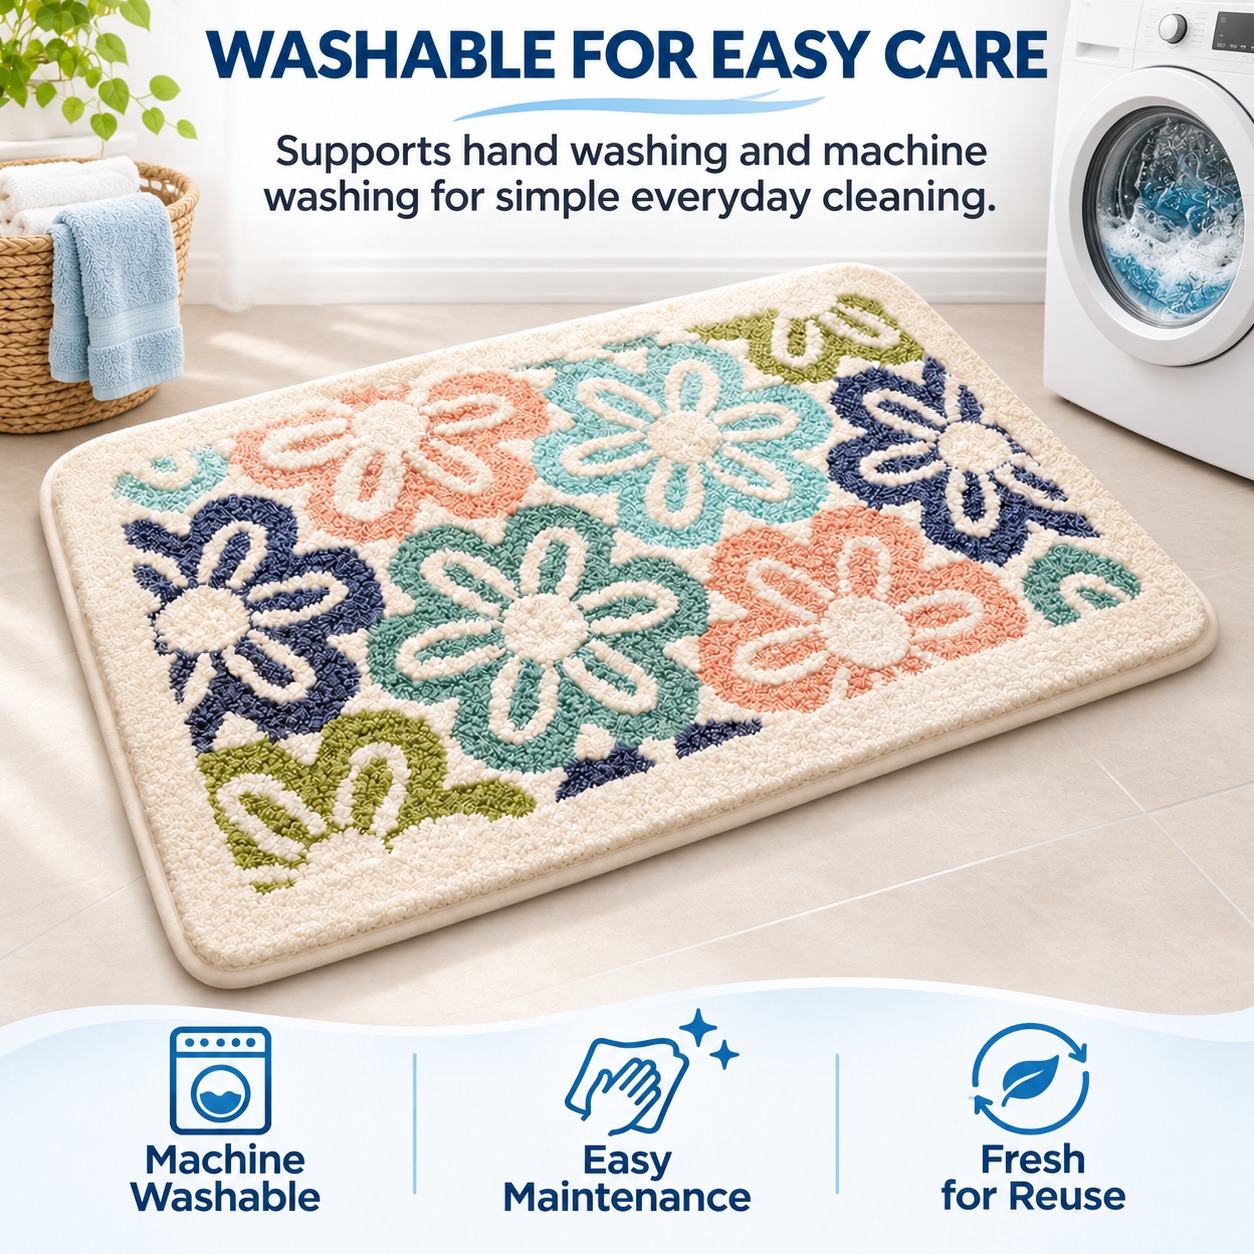 WASHABLE FOR EASY CARE
Supports hand washing and machine
washing for simple everyday cleaning.
Machine
Washable
Easy
Maintenance
Fresh
for Reuse